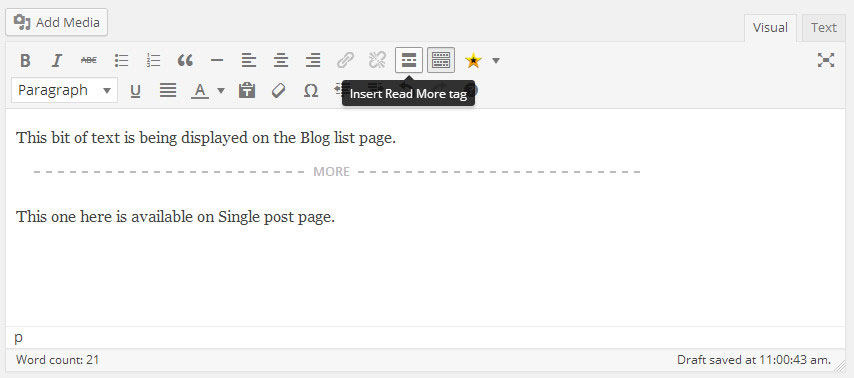 Add Media
Visual Text
B I ABC
Paragraph U A Ω
Insert Read More tag
This bit of text is being displayed on the Blog list page.
MORE
This one here is available on Single post page.
p
Word count: 21 Draft saved at 11:00:43 am.